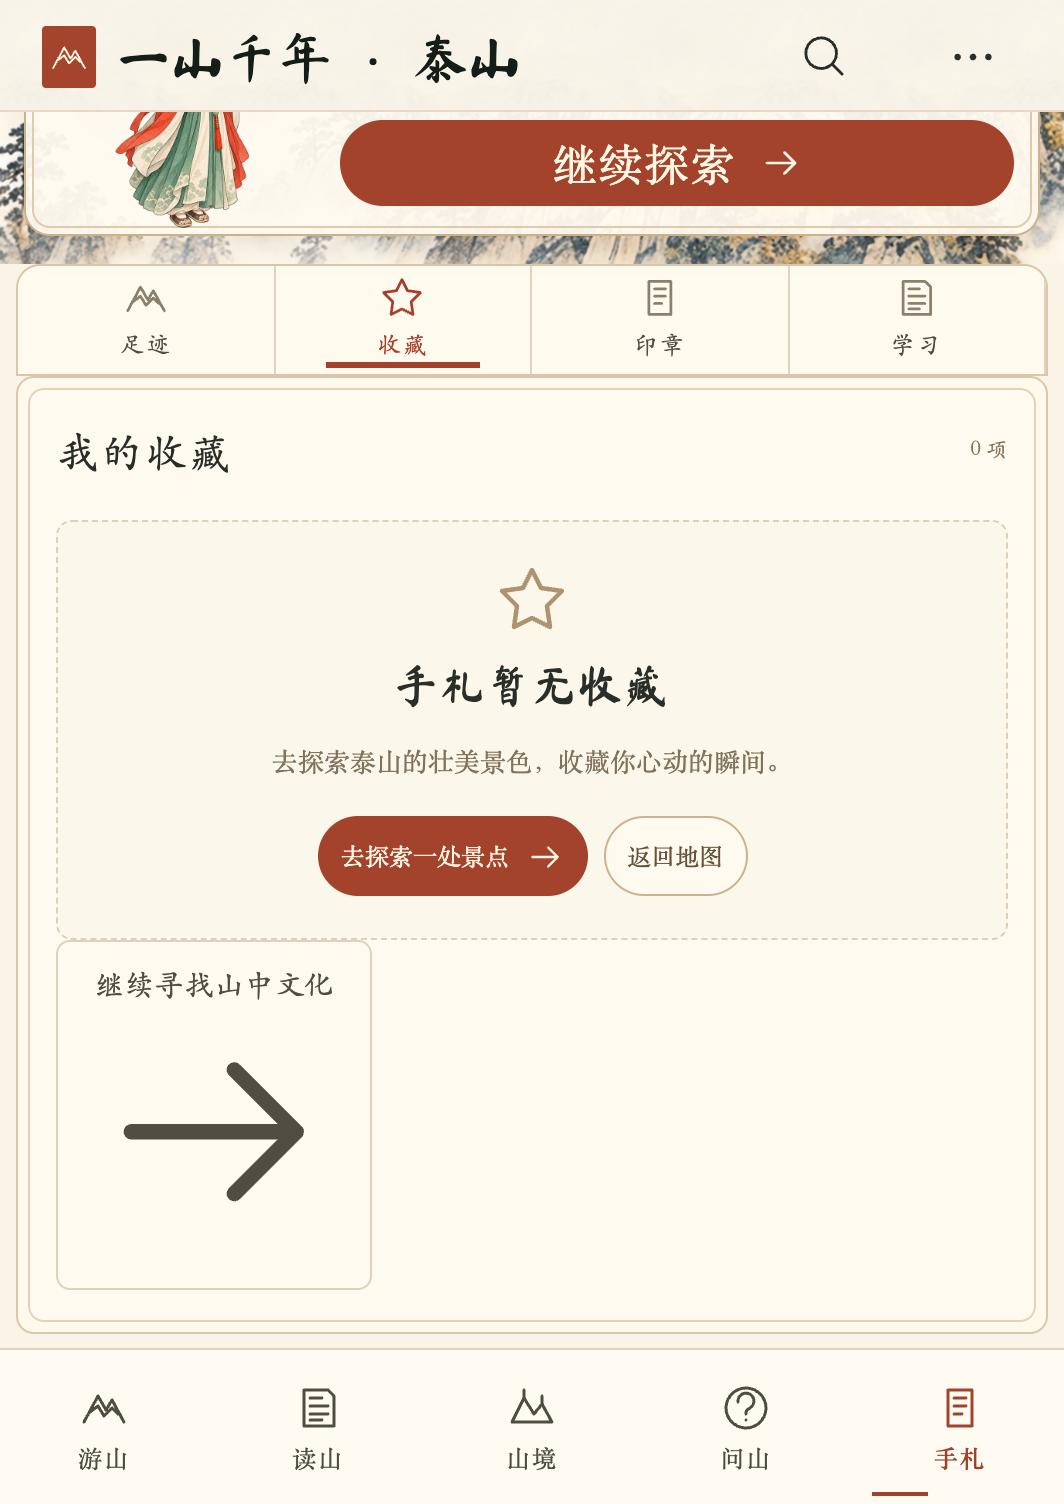 一山千年 · 泰山
继续探索 →
足迹
收藏
印章
学习
我的收藏
0 项
手札暂无收藏
去探索泰山的壮美景色，收藏你心动的瞬间。
去探索一处景点 →
返回地图
继续寻找山中文化
游山
读山
山境
问山
手札